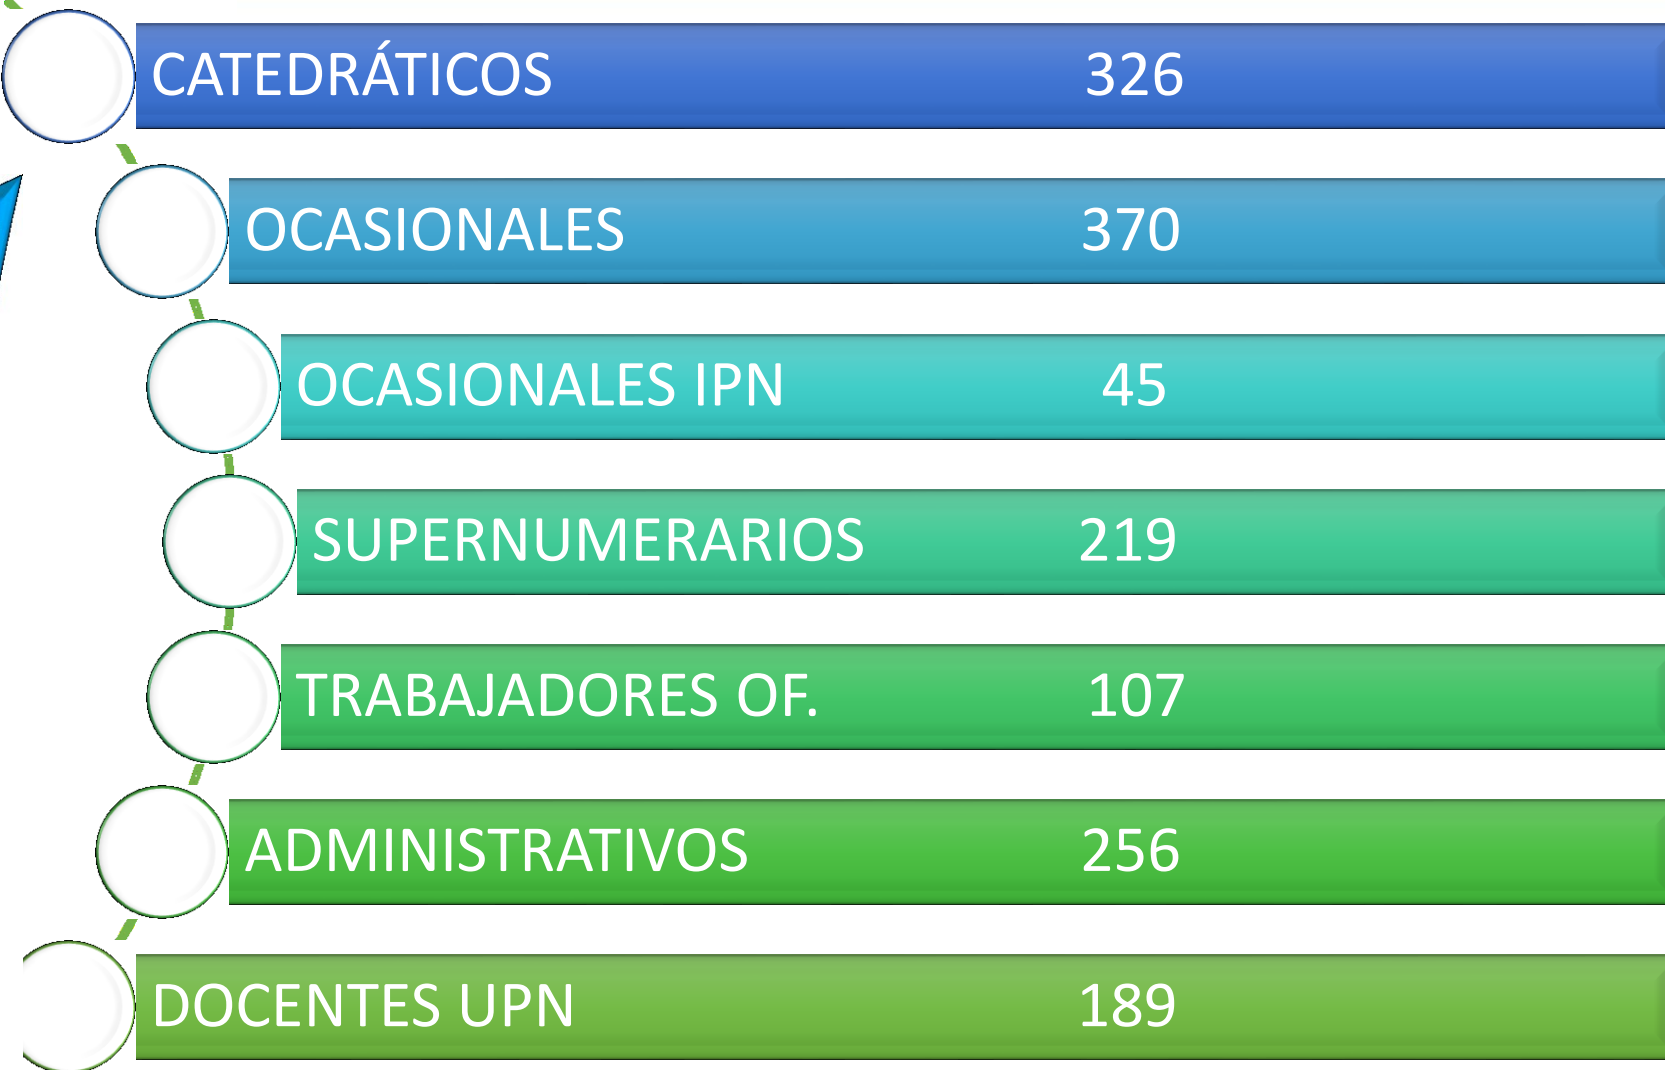 CATEDRÁTICOS 326
OCASIONALES 370
OCASIONALES IPN 45
SUPERNUMERARIOS 219
TRABAJADORES OF. 107
ADMINISTRATIVOS 256
DOCENTES UPN 189